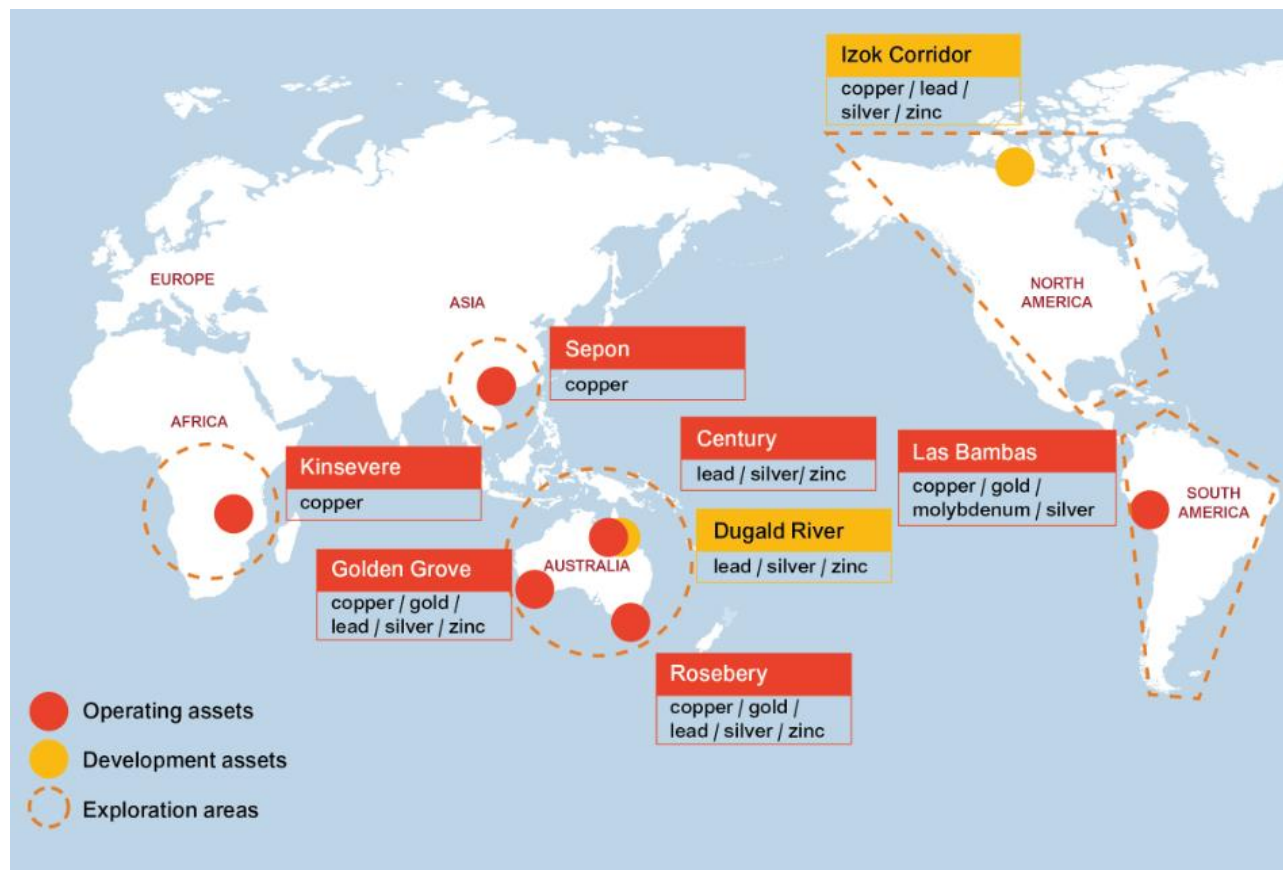 Izok Corridor
copper / lead /
silver / zinc
EUROPE
ASIA
NORTH
AMERICA
Sepon
copper
AFRICA
Kinsevere
copper
Century
lead / silver/ zinc
Las Bambas
copper / gold /
molybdenum / silver
SOUTH
AMERICA
Dugald River
lead / silver / zinc
AUSTRALIA
Golden Grove
copper / gold /
lead / silver / zinc
Rosebery
copper / gold /
lead / silver / zinc
Operating assets
Development assets
Exploration areas